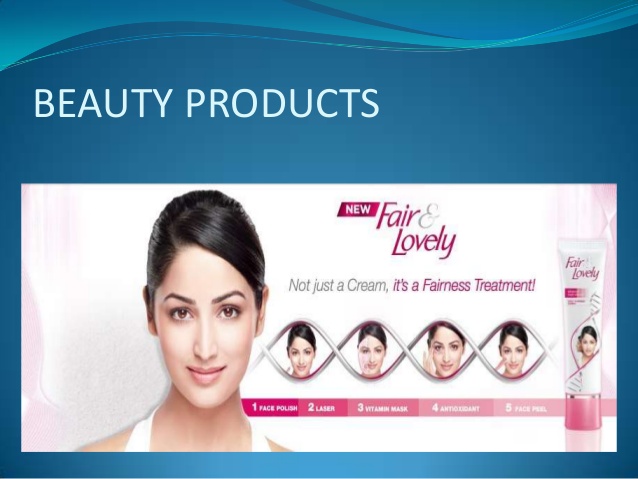 BEAUTY PRODUCTS
NEW Fair &
Lovely
Not just a Cream, it's a Fairness Treatment!
1 FACE POLISH 2 LASER 3 VITAMIN MASK 4 ANTIOXIDANT 5 FACE PEEL
Fair &
Lovely